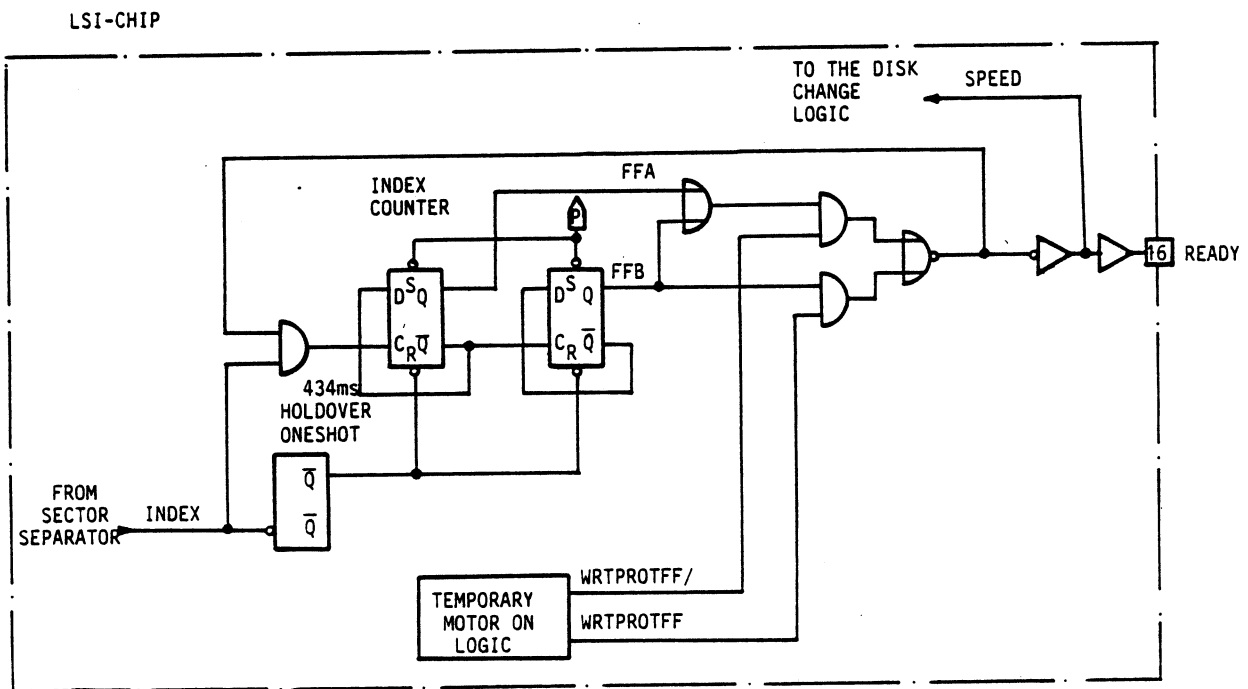 LSI-CHIP
TO THE DISK
CHANGE
LOGIC
SPEED
FFA
INDEX
COUNTER
P
FFB
D S Q
C R Q̅
D S Q
C R Q̅
16
READY
434ms
HOLDOVER
ONESHOT
Q̅
Q̅
FROM
SECTOR
SEPARATOR
INDEX
TEMPORARY
MOTOR ON
LOGIC
WRTPROTFF/
WRTPROTFF